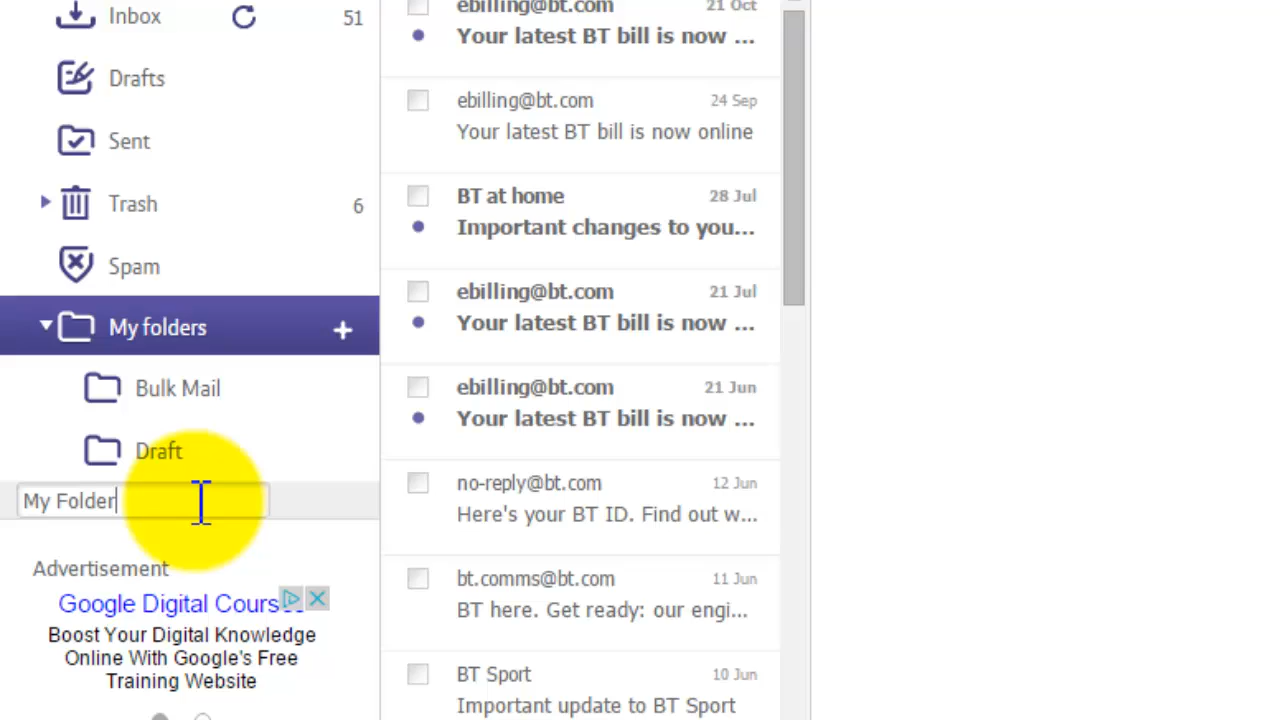 Inbox 51
Drafts
Sent
Trash 6
Spam
My folders +
Bulk Mail
Draft
My Folder
Advertisement
Google Digital Cours
Boost Your Digital Knowledge
Online With Google's Free
Training Website
ebilling@bt.com 21 Oct
Your latest BT bill is now ...
ebilling@bt.com 24 Sep
Your latest BT bill is now online
BT at home 28 Jul
Important changes to you...
ebilling@bt.com 21 Jul
Your latest BT bill is now ...
ebilling@bt.com 21 Jun
Your latest BT bill is now ...
no-reply@bt.com 12 Jun
Here's your BT ID. Find out w...
bt.comms@bt.com 11 Jun
BT here. Get ready: our engi...
BT Sport 10 Jun
Important update to BT Sport